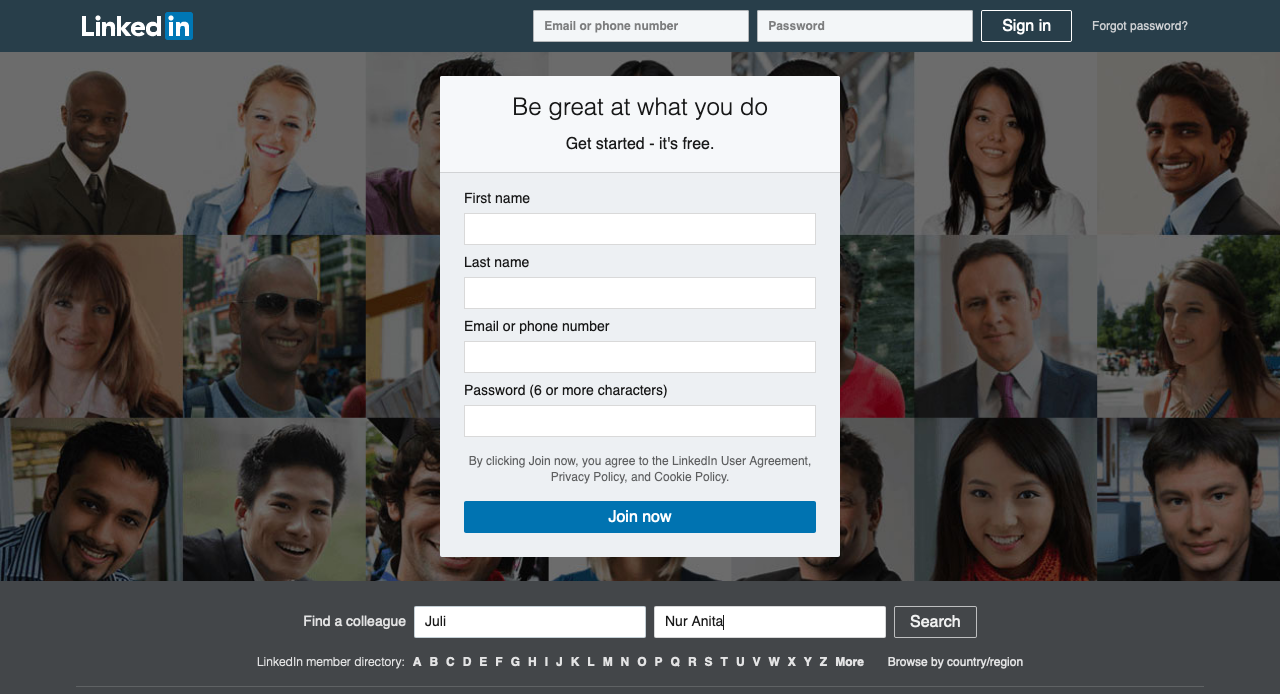 Linked in Email or phone number Password Sign in Forgot password?
Be great at what you do
Get started - it's free.
First name
Last name
Email or phone number
Password (6 or more characters)
By clicking Join now, you agree to the LinkedIn User Agreement,
Privacy Policy, and Cookie Policy.
Join now
Find a colleague Juli Nur Anita Search
LinkedIn member directory: A B C D E F G H I J K L M N O P Q R S T U V W X Y Z More Browse by country/region